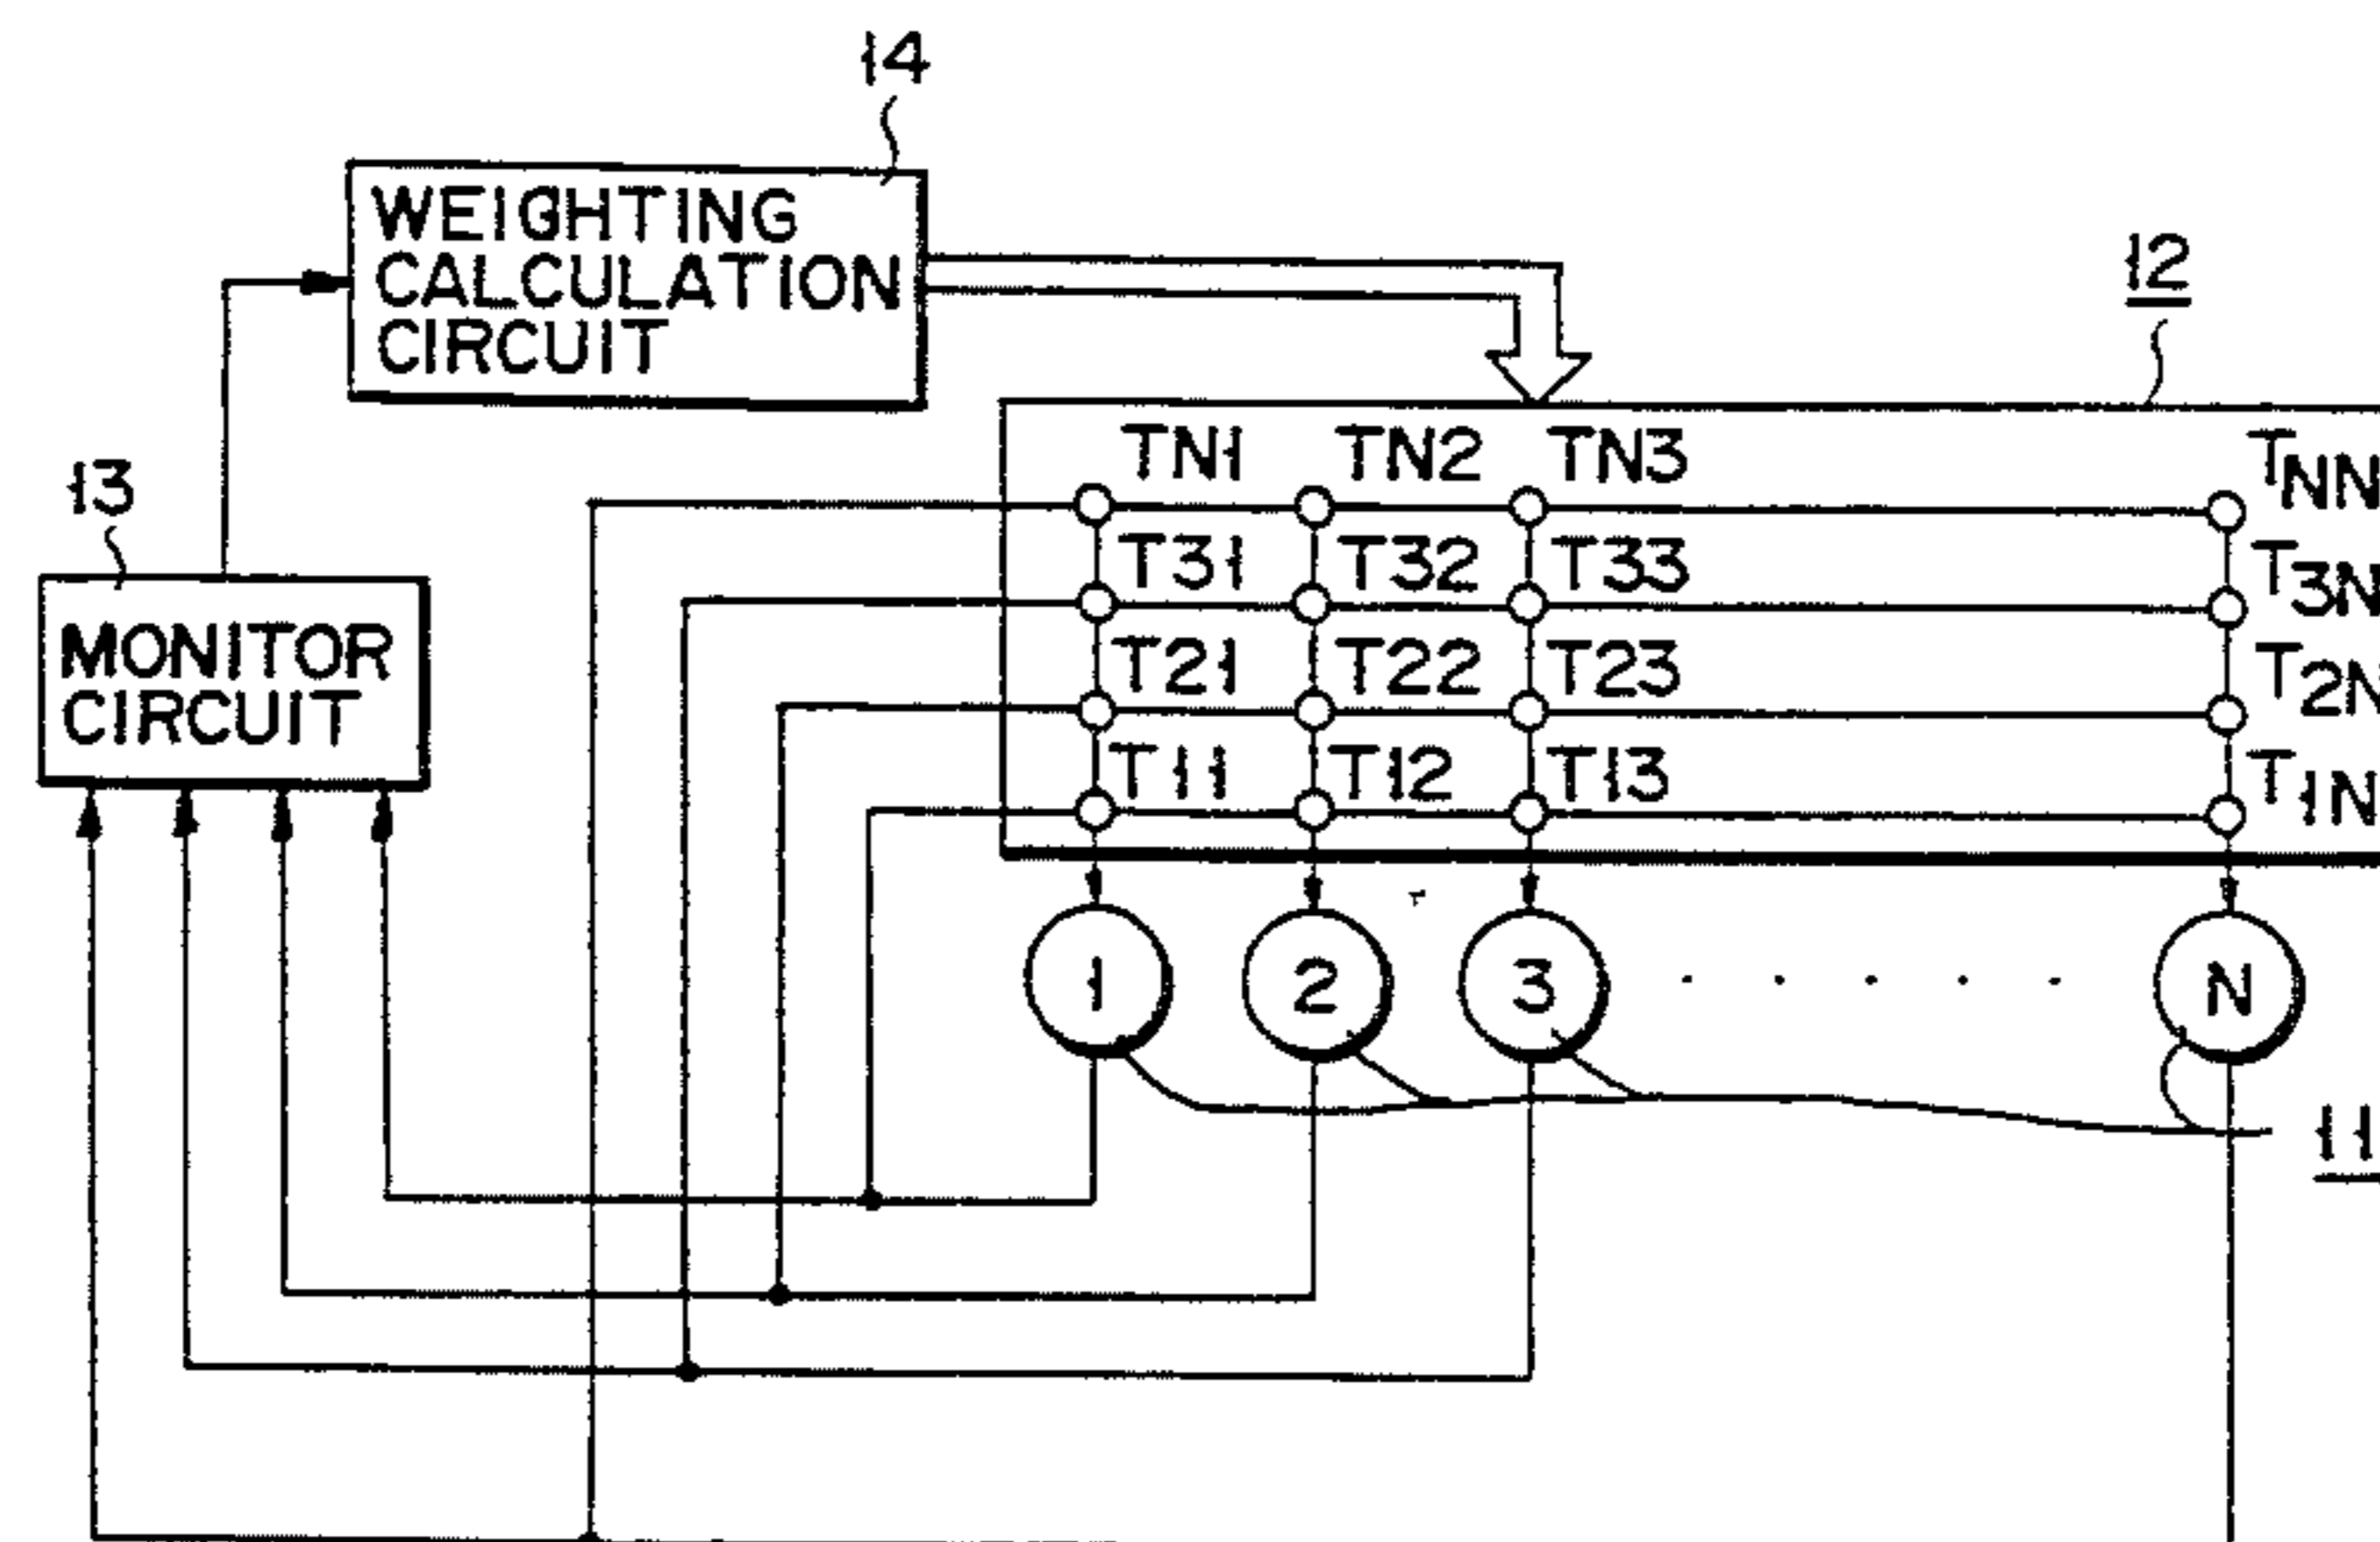 14
WEIGHTING
CALCULATION
CIRCUIT
12
13
MONITOR
CIRCUIT
TN1 TN2 TN3 TNN
T31 T32 T33 T3N
T21 T22 T23 T2N
T11 T12 T13 T1N
1 2 3 . . . . . N
11